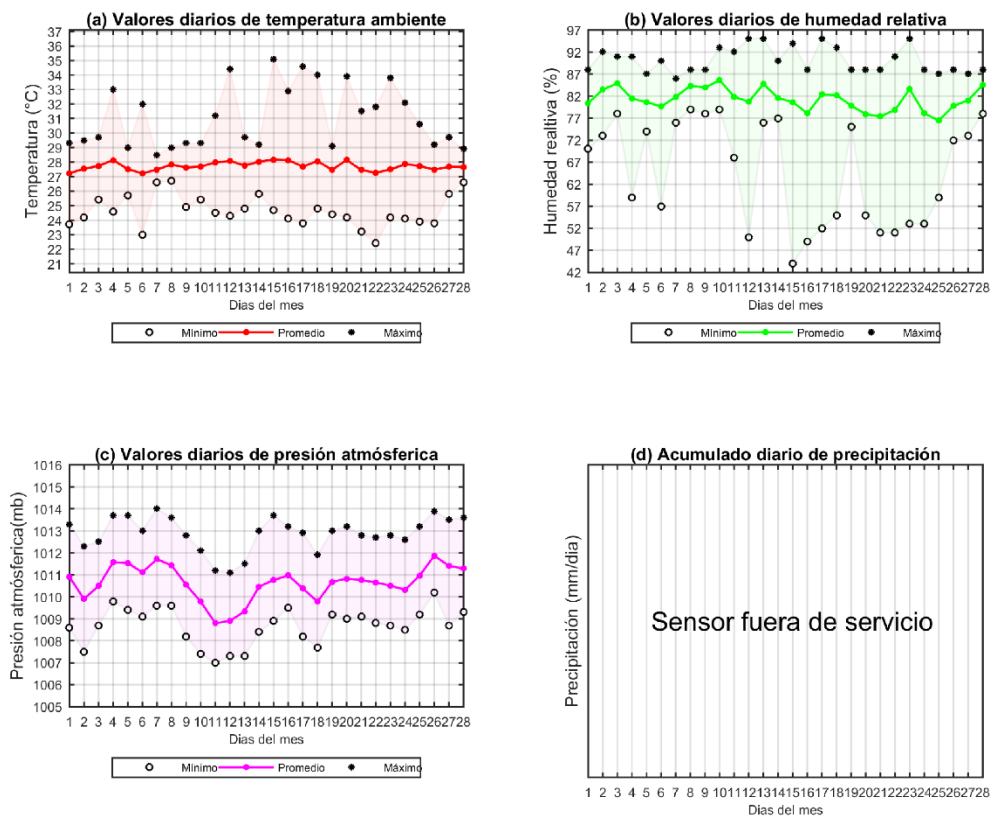 (a) Valores diarios de temperatura ambiente
Temperatura (°C)
37
36
35
34
33
32
31
30
29
28
27
26
25
24
23
22
21
1 2 3 4 5 6 7 8 9 10 11 12 13 14 15 16 17 18 19 20 21 22 23 24 25 26 27 28
Dias del mes
Mínimo Promedio Máximo
(b) Valores diarios de humedad relativa
Humedad realtiva (%)
97
92
87
82
77
72
67
62
57
52
47
42
1 2 3 4 5 6 7 8 9 10 11 12 13 14 15 16 17 18 19 20 21 22 23 24 25 26 27 28
Dias del mes
Mínimo Promedio Máximo
(c) Valores diarios de presión atmósferica
Presión atmósferica(mb)
1016
1015
1014
1013
1012
1011
1010
1009
1008
1007
1006
1005
1 2 3 4 5 6 7 8 9 10 11 12 13 14 15 16 17 18 19 20 21 22 23 24 25 26 27 28
Dias del mes
Mínimo Promedio Máximo
(d) Acumulado diario de precipitación
Precipitación (mm/dia)
Sensor fuera de servicio
1 2 3 4 5 6 7 8 9 10 11 12 13 14 15 16 17 18 19 20 21 22 23 24 25 26 27 28
Dias del mes